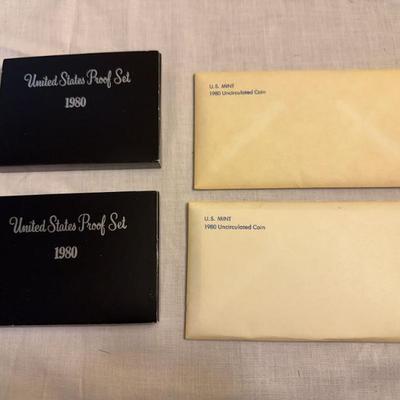 United States Proof Set
1980
U.S. MINT
1980 Uncirculated Coin
United States Proof Set
1980
U.S. MINT
1980 Uncirculated Coin